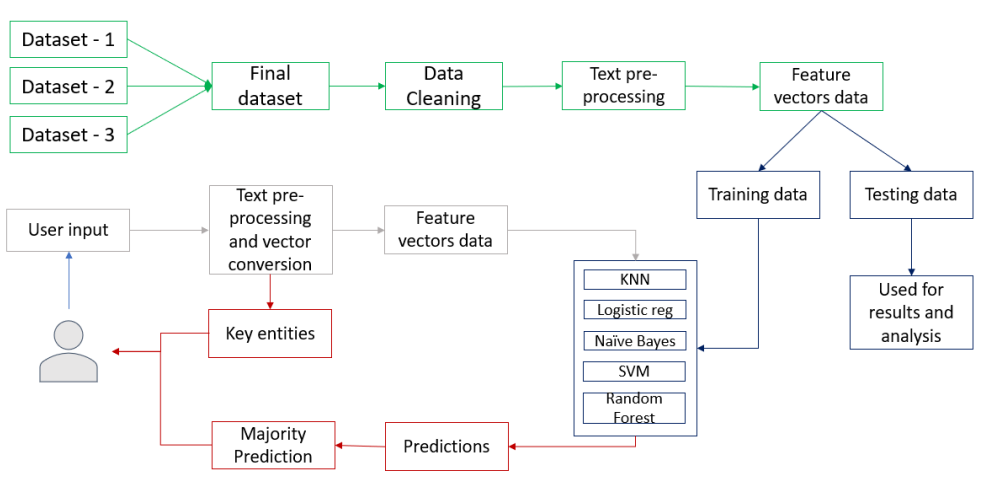 Dataset - 1
Dataset - 2
Dataset - 3
Final
dataset
Data
Cleaning
Text pre-
processing
Feature
vectors data
Training data
Testing data
Used for
results and
analysis
User input
Text pre-
processing
and vector
conversion
Feature
vectors data
KNN
Logistic reg
Naïve Bayes
SVM
Random
Forest
Key entities
Majority
Prediction
Predictions